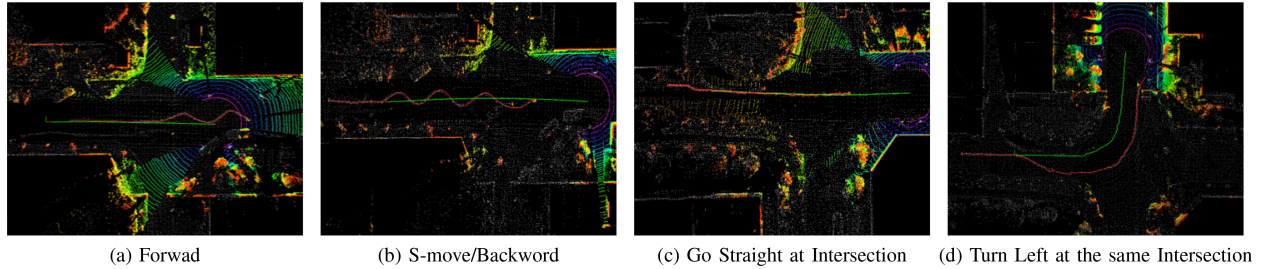 (a) Forwad
(b) S-move/Backword
(c) Go Straight at Intersection
(d) Turn Left at the same Intersection